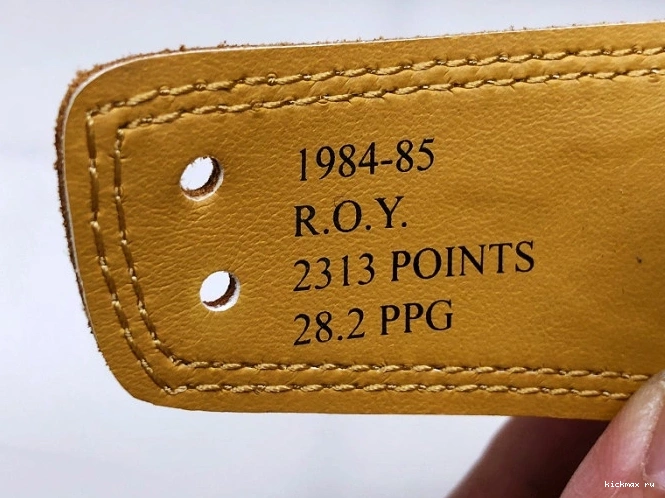 1984-85
R.O.Y.
2313 POINTS
28.2 PPG
kickmax ru